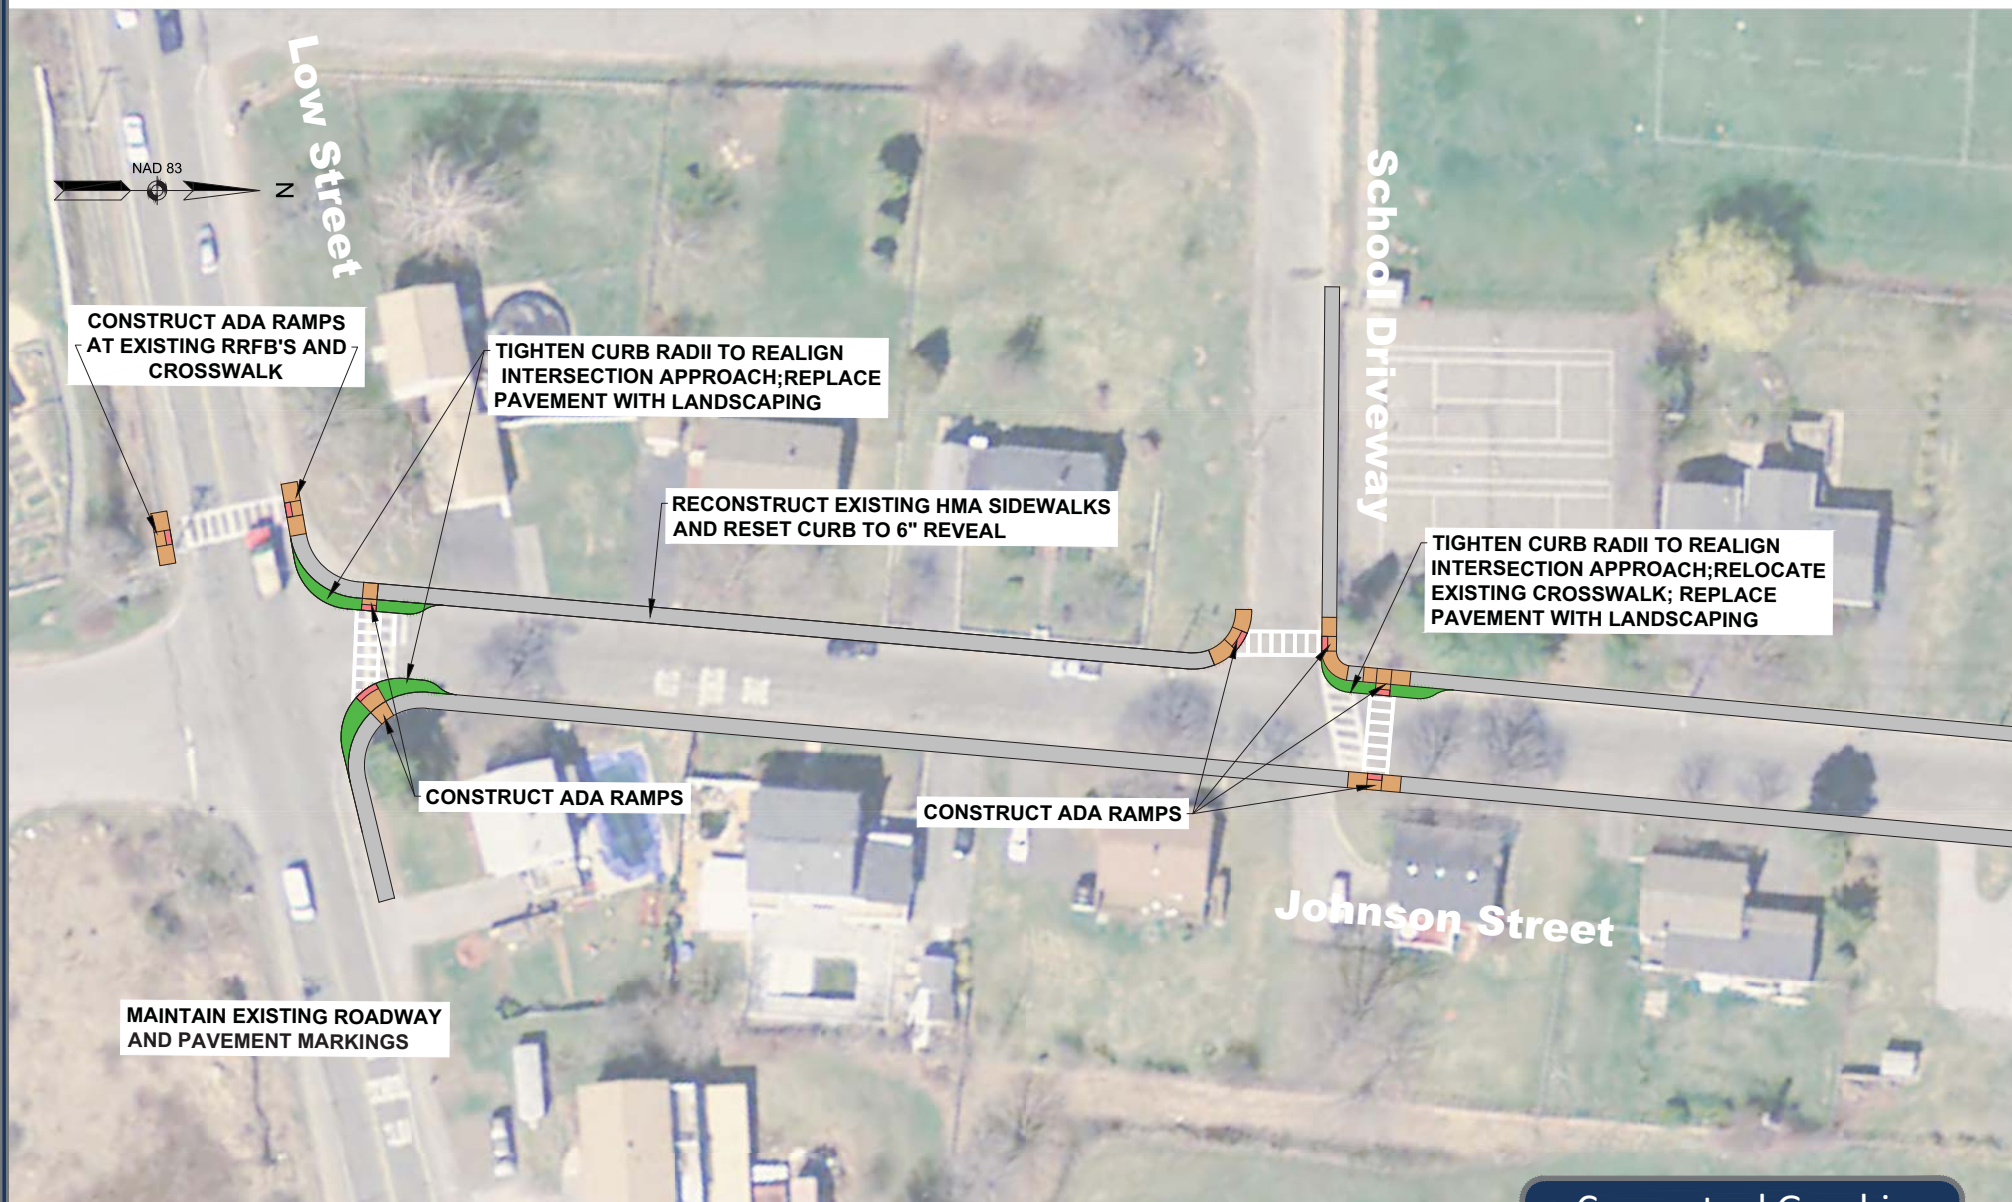 Low Street
NAD 83
N
School Driveway
CONSTRUCT ADA RAMPS
AT EXISTING RRFB'S AND
CROSSWALK
TIGHTEN CURB RADII TO REALIGN
INTERSECTION APPROACH;REPLACE
PAVEMENT WITH LANDSCAPING
RECONSTRUCT EXISTING HMA SIDEWALKS
AND RESET CURB TO 6" REVEAL
TIGHTEN CURB RADII TO REALIGN
INTERSECTION APPROACH;RELOCATE
EXISTING CROSSWALK; REPLACE
PAVEMENT WITH LANDSCAPING
CONSTRUCT ADA RAMPS
CONSTRUCT ADA RAMPS
Johnson Street
MAINTAIN EXISTING ROADWAY
AND PAVEMENT MARKINGS